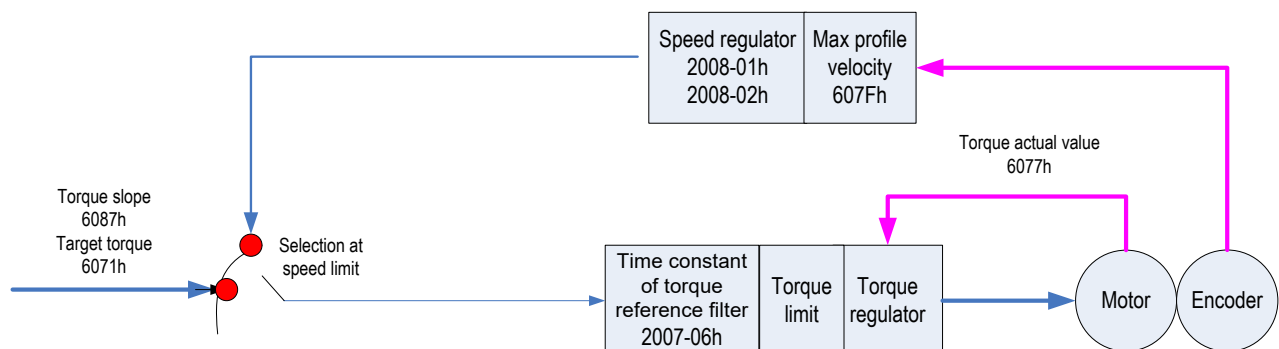 Speed regulator
2008-01h
2008-02h
Max profile
velocity
607Fh
Torque actual value
6077h
Torque slope
6087h
Target torque
6071h
Selection at
speed limit
Time constant
of torque
reference filter
2007-06h
Torque
limit
Torque
regulator
Motor
Encoder